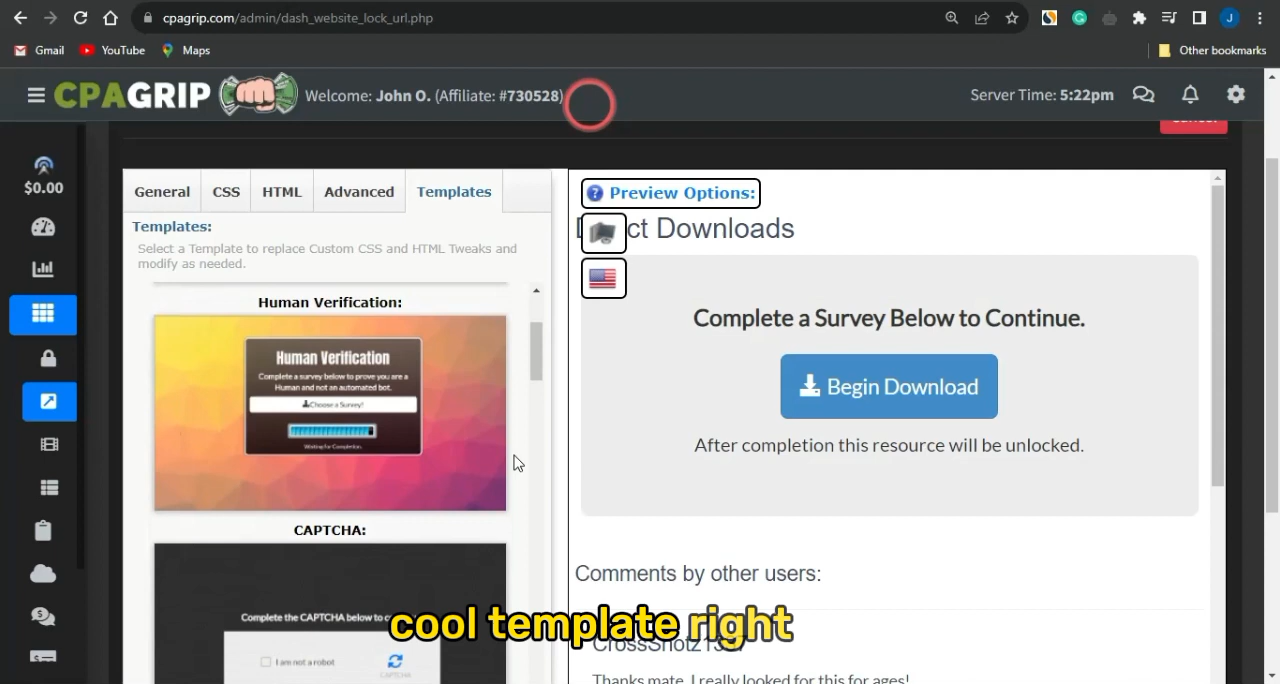 cpagrip.com/admin/dash_website_lock_url.php
J
Gmail
YouTube
Maps
Other bookmarks
CPAGRIP
Welcome: John O. (Affiliate: #730528)
Server Time: 5:22pm
$0.00
General
CSS
HTML
Advanced
Templates
Templates:
Select a Template to replace Custom CSS and HTML Tweaks and
modify as needed.
Human Verification:
Human Verification
Complete a survey below to prove you are a
Human and not an automated bot.
Choose a Survey!
Waiting for Completion.
CAPTCHA:
Complete the CAPTCHA below to
I am not a robot
CAPTCHA
Preview Options:
ct Downloads
Complete a Survey Below to Continue.
Begin Download
After completion this resource will be unlocked.
Comments by other users:
Thanks mate, I really looked for this for ages!
cool template right